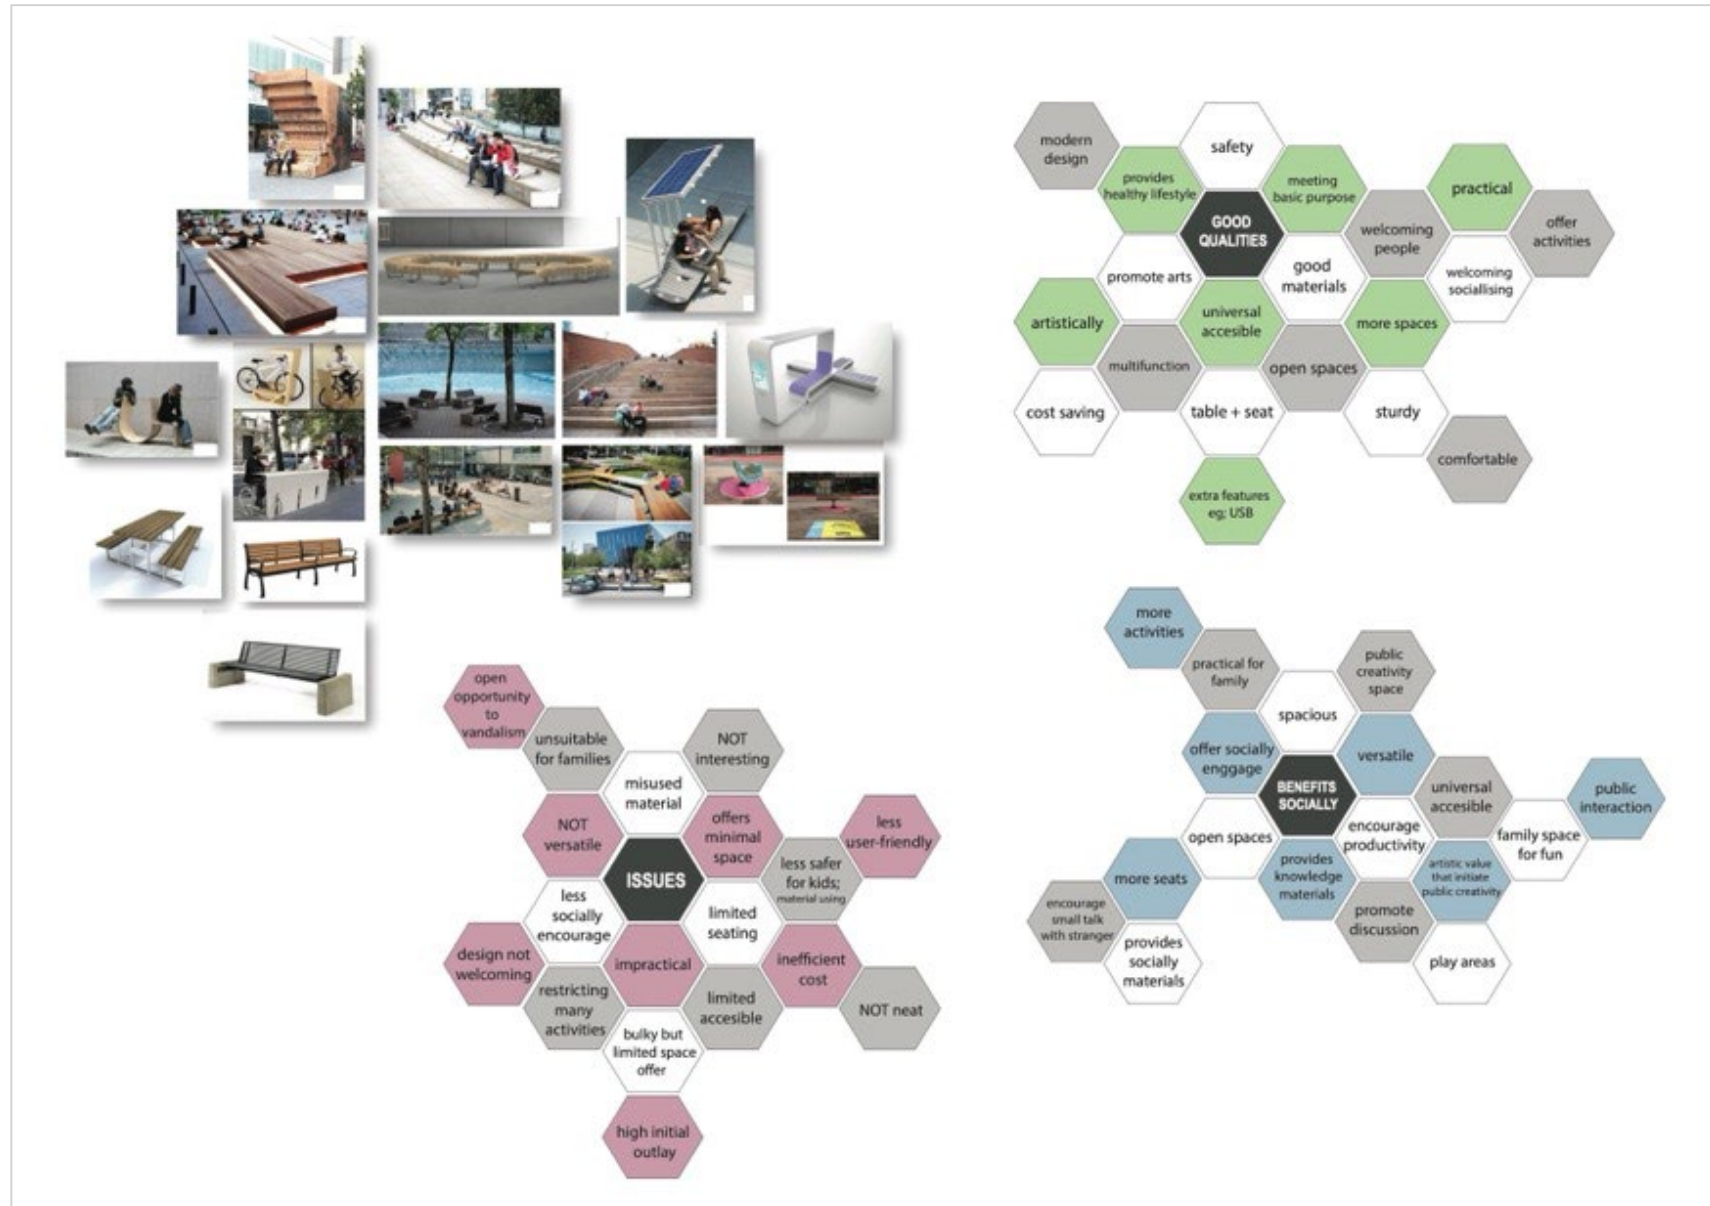 modern
design
safety
provides
healthy lifestyle
meeting
basic purpose
practical
GOOD
QUALITIES
welcoming
people
offer
activities
promote arts
good
materials
welcoming
sociallising
artistically
universal
accesible
more spaces
multifunction
open spaces
cost saving
table + seat
sturdy
comfortable
extra features
eg; USB
more
activities
practical for
family
public
creativity
space
spacious
offer socially
enggage
versatile
BENEFITS
SOCIALLY
universal
accesible
public
interaction
open spaces
encourage
productivity
family space
for fun
more seats
provides
knowledge
materials
artistic value
that initiate
public creativity
encourage
small talk
with stranger
promote
discussion
provides
socially
materials
play areas
open
opportunity
to
vandalism
unsuitable
for families
NOT
interesting
misused
material
NOT
versatile
offers
minimal
space
less
user-friendly
ISSUES
less safer
for kids;
material using
less
socially
encourage
limited
seating
design not
welcoming
impractical
inefficient
cost
restricting
many
activities
limited
accesible
NOT neat
bulky but
limited space
offer
high initial
outlay